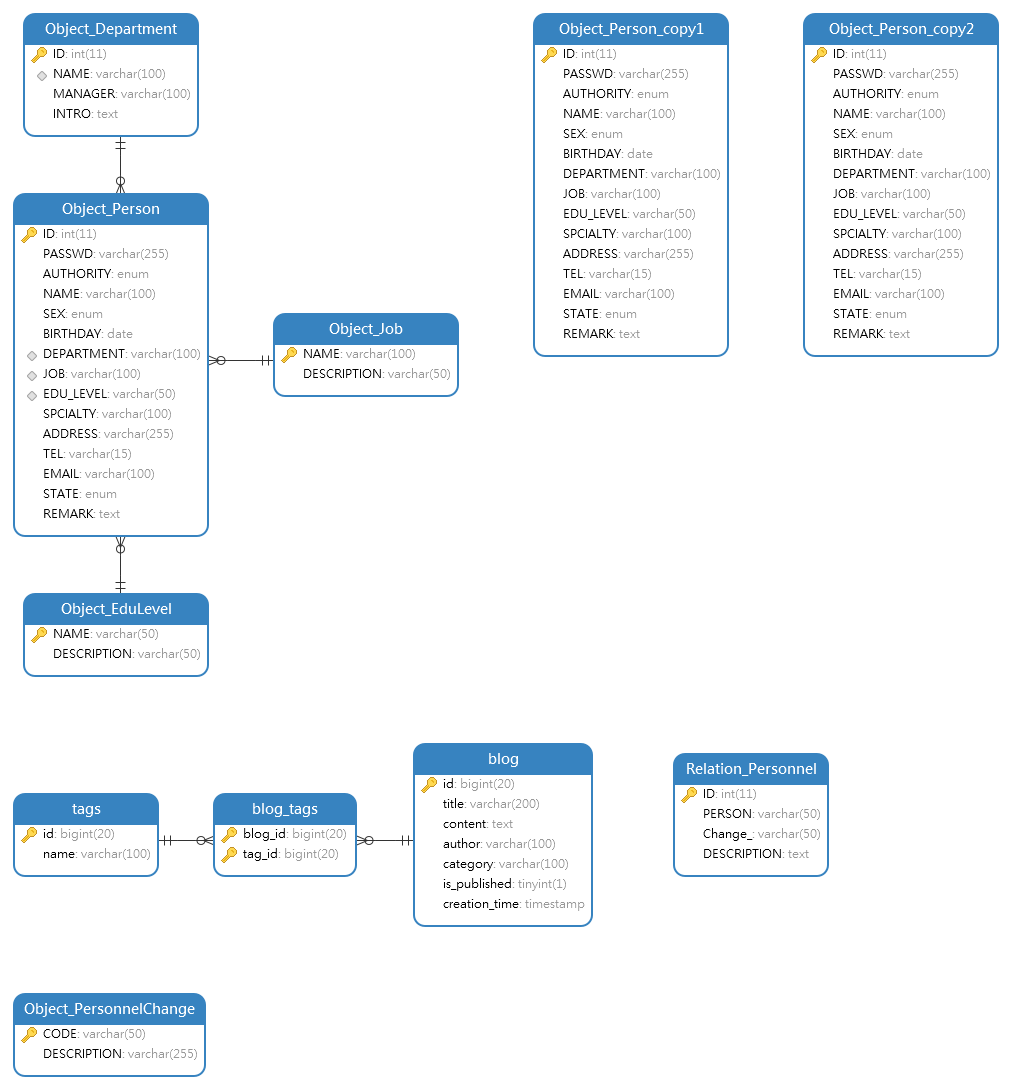 Object_Department
ID: int(11)
NAME: varchar(100)
MANAGER: varchar(100)
INTRO: text
Object_Person
ID: int(11)
PASSWD: varchar(255)
AUTHORITY: enum
NAME: varchar(100)
SEX: enum
BIRTHDAY: date
DEPARTMENT: varchar(100)
JOB: varchar(100)
EDU_LEVEL: varchar(50)
SPCIALTY: varchar(100)
ADDRESS: varchar(255)
TEL: varchar(15)
EMAIL: varchar(100)
STATE: enum
REMARK: text
Object_Job
NAME: varchar(100)
DESCRIPTION: varchar(50)
Object_EduLevel
NAME: varchar(50)
DESCRIPTION: varchar(50)
Object_Person_copy1
ID: int(11)
PASSWD: varchar(255)
AUTHORITY: enum
NAME: varchar(100)
SEX: enum
BIRTHDAY: date
DEPARTMENT: varchar(100)
JOB: varchar(100)
EDU_LEVEL: varchar(50)
SPCIALTY: varchar(100)
ADDRESS: varchar(255)
TEL: varchar(15)
EMAIL: varchar(100)
STATE: enum
REMARK: text
Object_Person_copy2
ID: int(11)
PASSWD: varchar(255)
AUTHORITY: enum
NAME: varchar(100)
SEX: enum
BIRTHDAY: date
DEPARTMENT: varchar(100)
JOB: varchar(100)
EDU_LEVEL: varchar(50)
SPCIALTY: varchar(100)
ADDRESS: varchar(255)
TEL: varchar(15)
EMAIL: varchar(100)
STATE: enum
REMARK: text
tags
id: bigint(20)
name: varchar(100)
blog_tags
blog_id: bigint(20)
tag_id: bigint(20)
blog
id: bigint(20)
title: varchar(200)
content: text
author: varchar(100)
category: varchar(100)
is_published: tinyint(1)
creation_time: timestamp
Relation_Personnel
ID: int(11)
PERSON: varchar(50)
Change_: varchar(50)
DESCRIPTION: text
Object_PersonnelChange
CODE: varchar(50)
DESCRIPTION: varchar(255)